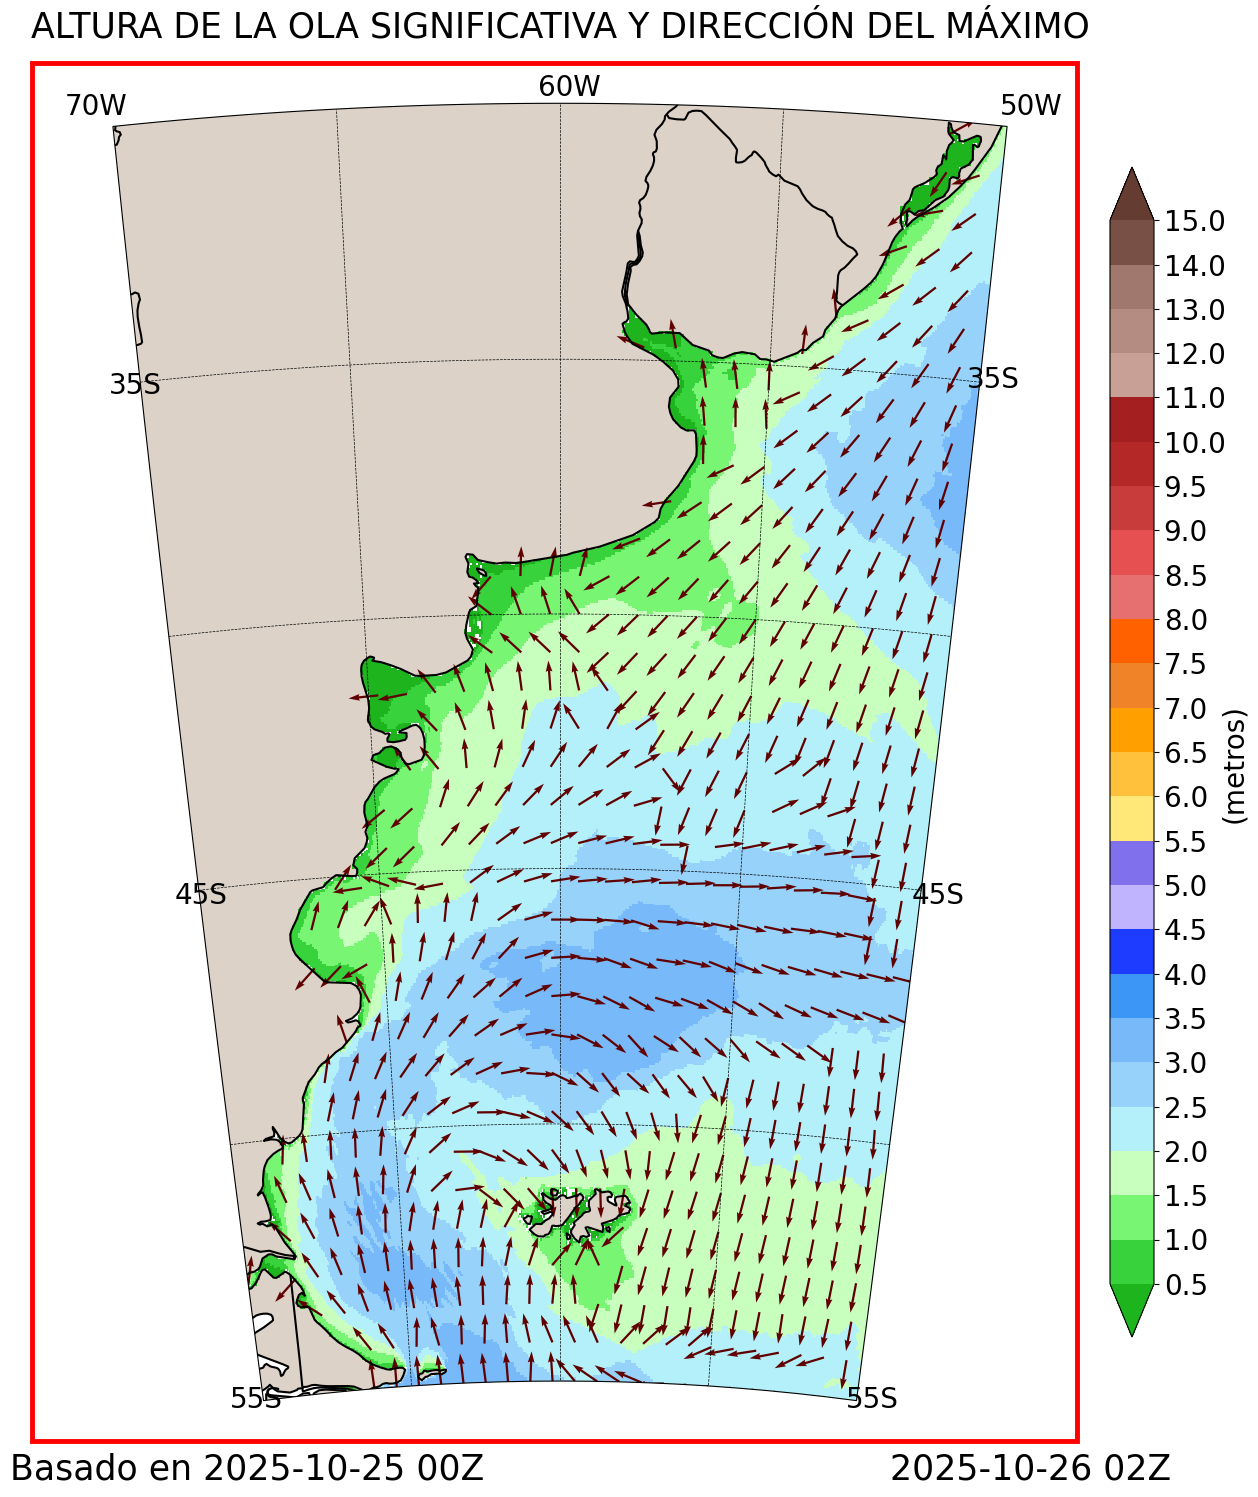 ALTURA DE LA OLA SIGNIFICATIVA Y DIRECCIÓN DEL MÁXIMO
70W
60W
50W
35S
35S
45S
45S
55S
55S
15.0
14.0
13.0
12.0
11.0
10.0
9.5
9.0
8.5
8.0
7.5
7.0
6.5
6.0
5.5
5.0
4.5
4.0
3.5
3.0
2.5
2.0
1.5
1.0
0.5
(metros)
Basado en 2025-10-25 00Z
2025-10-26 02Z